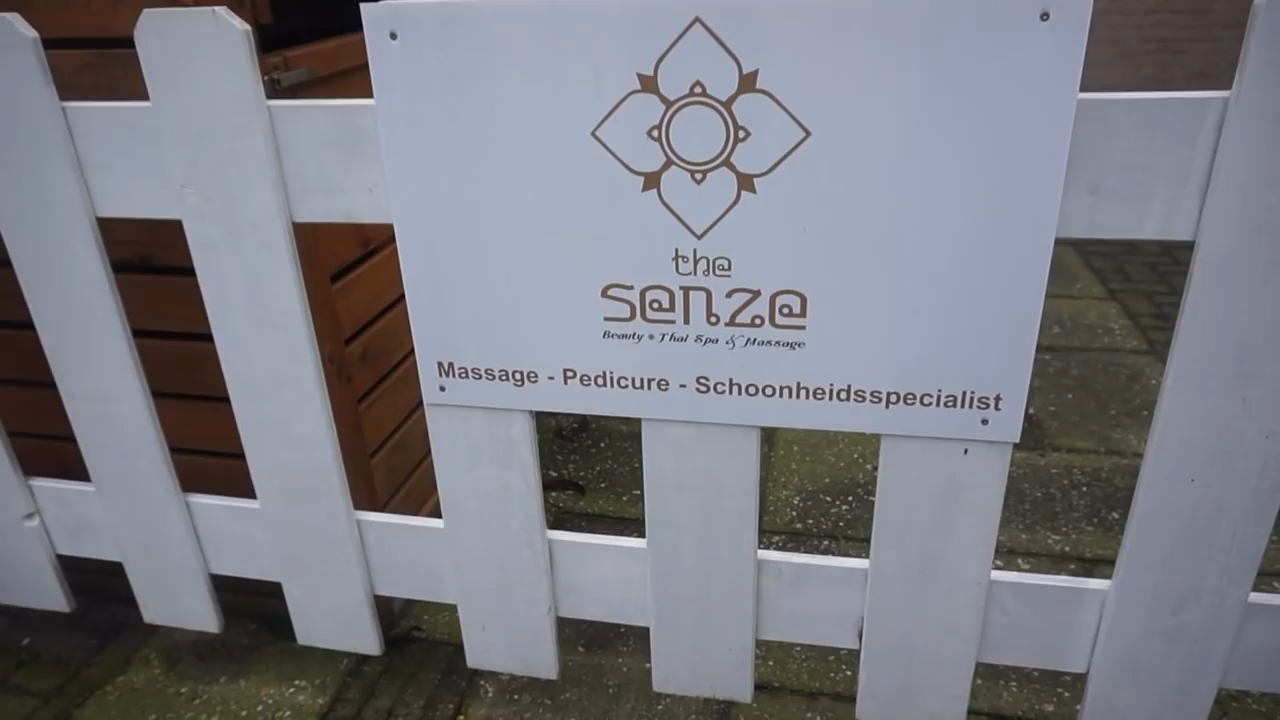 the
senze
Beauty * Thai Spa & Massage
Massage - Pedicure - Schoonheidsspecialist